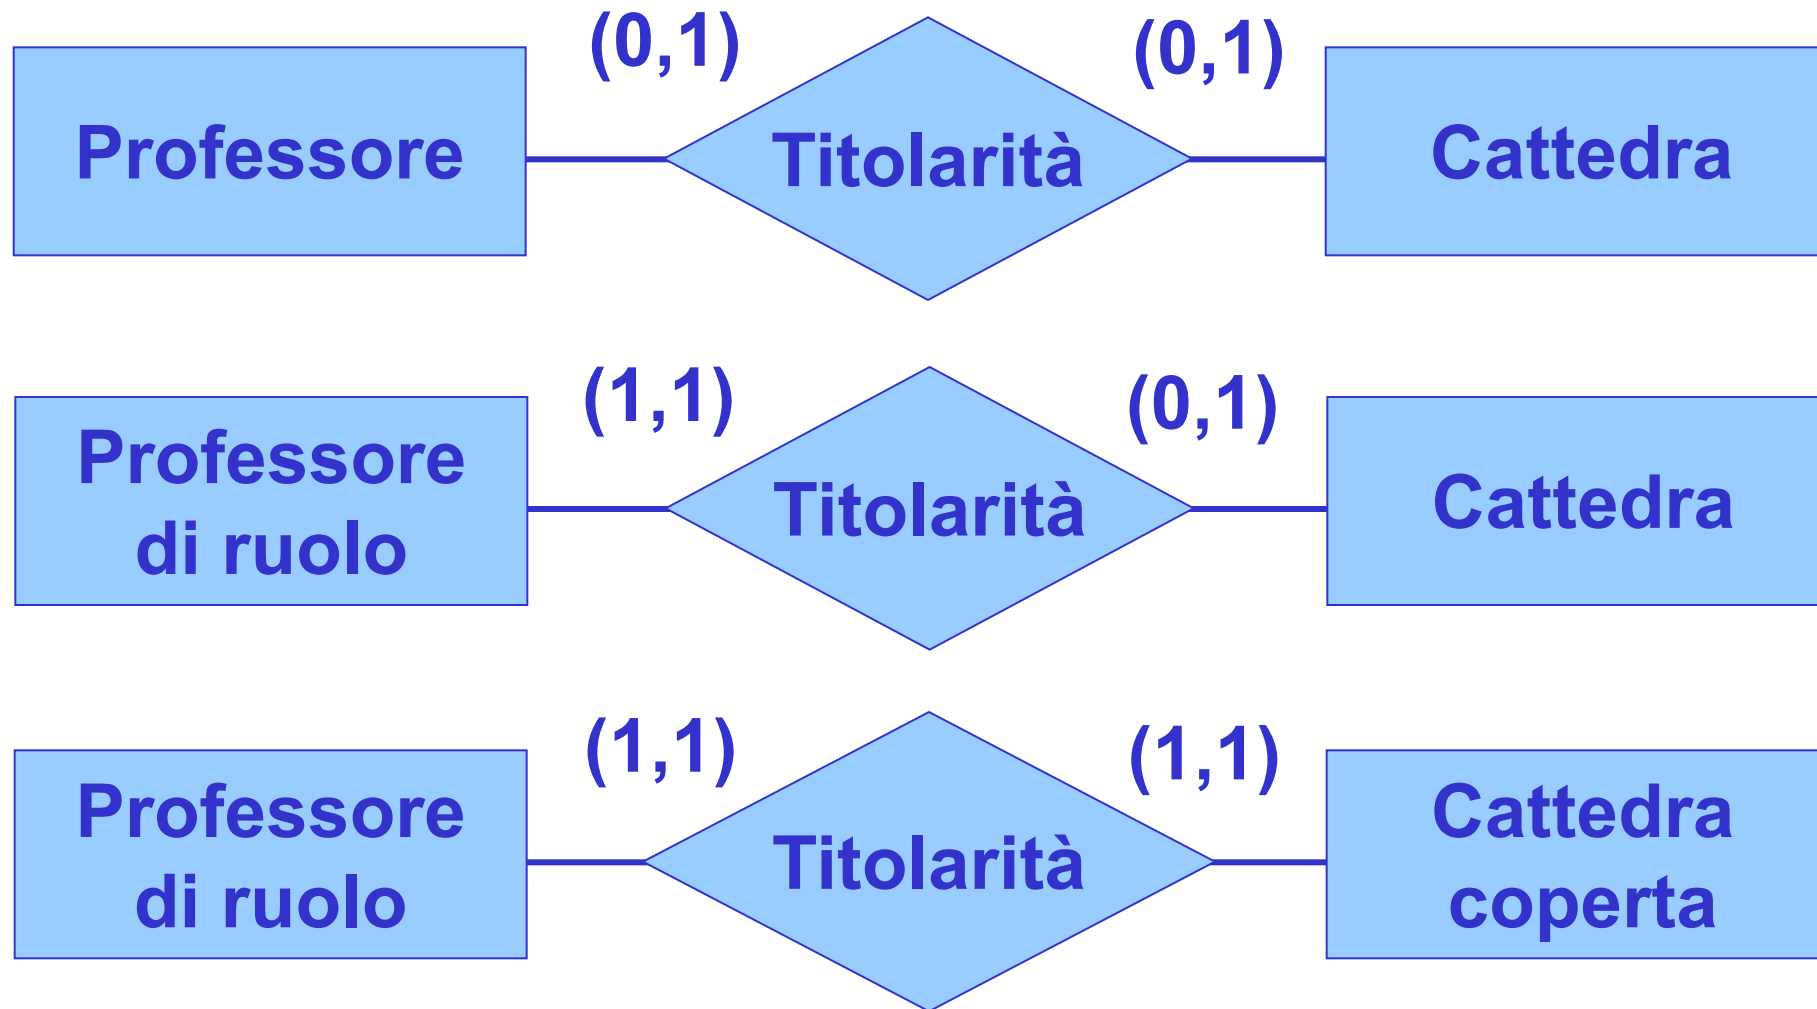 (0,1) (0,1)
Professore Titolarità Cattedra
(1,1) (0,1)
Professore
di ruolo
Titolarità
Cattedra
(1,1) (1,1)
Professore
di ruolo
Titolarità
Cattedra
coperta